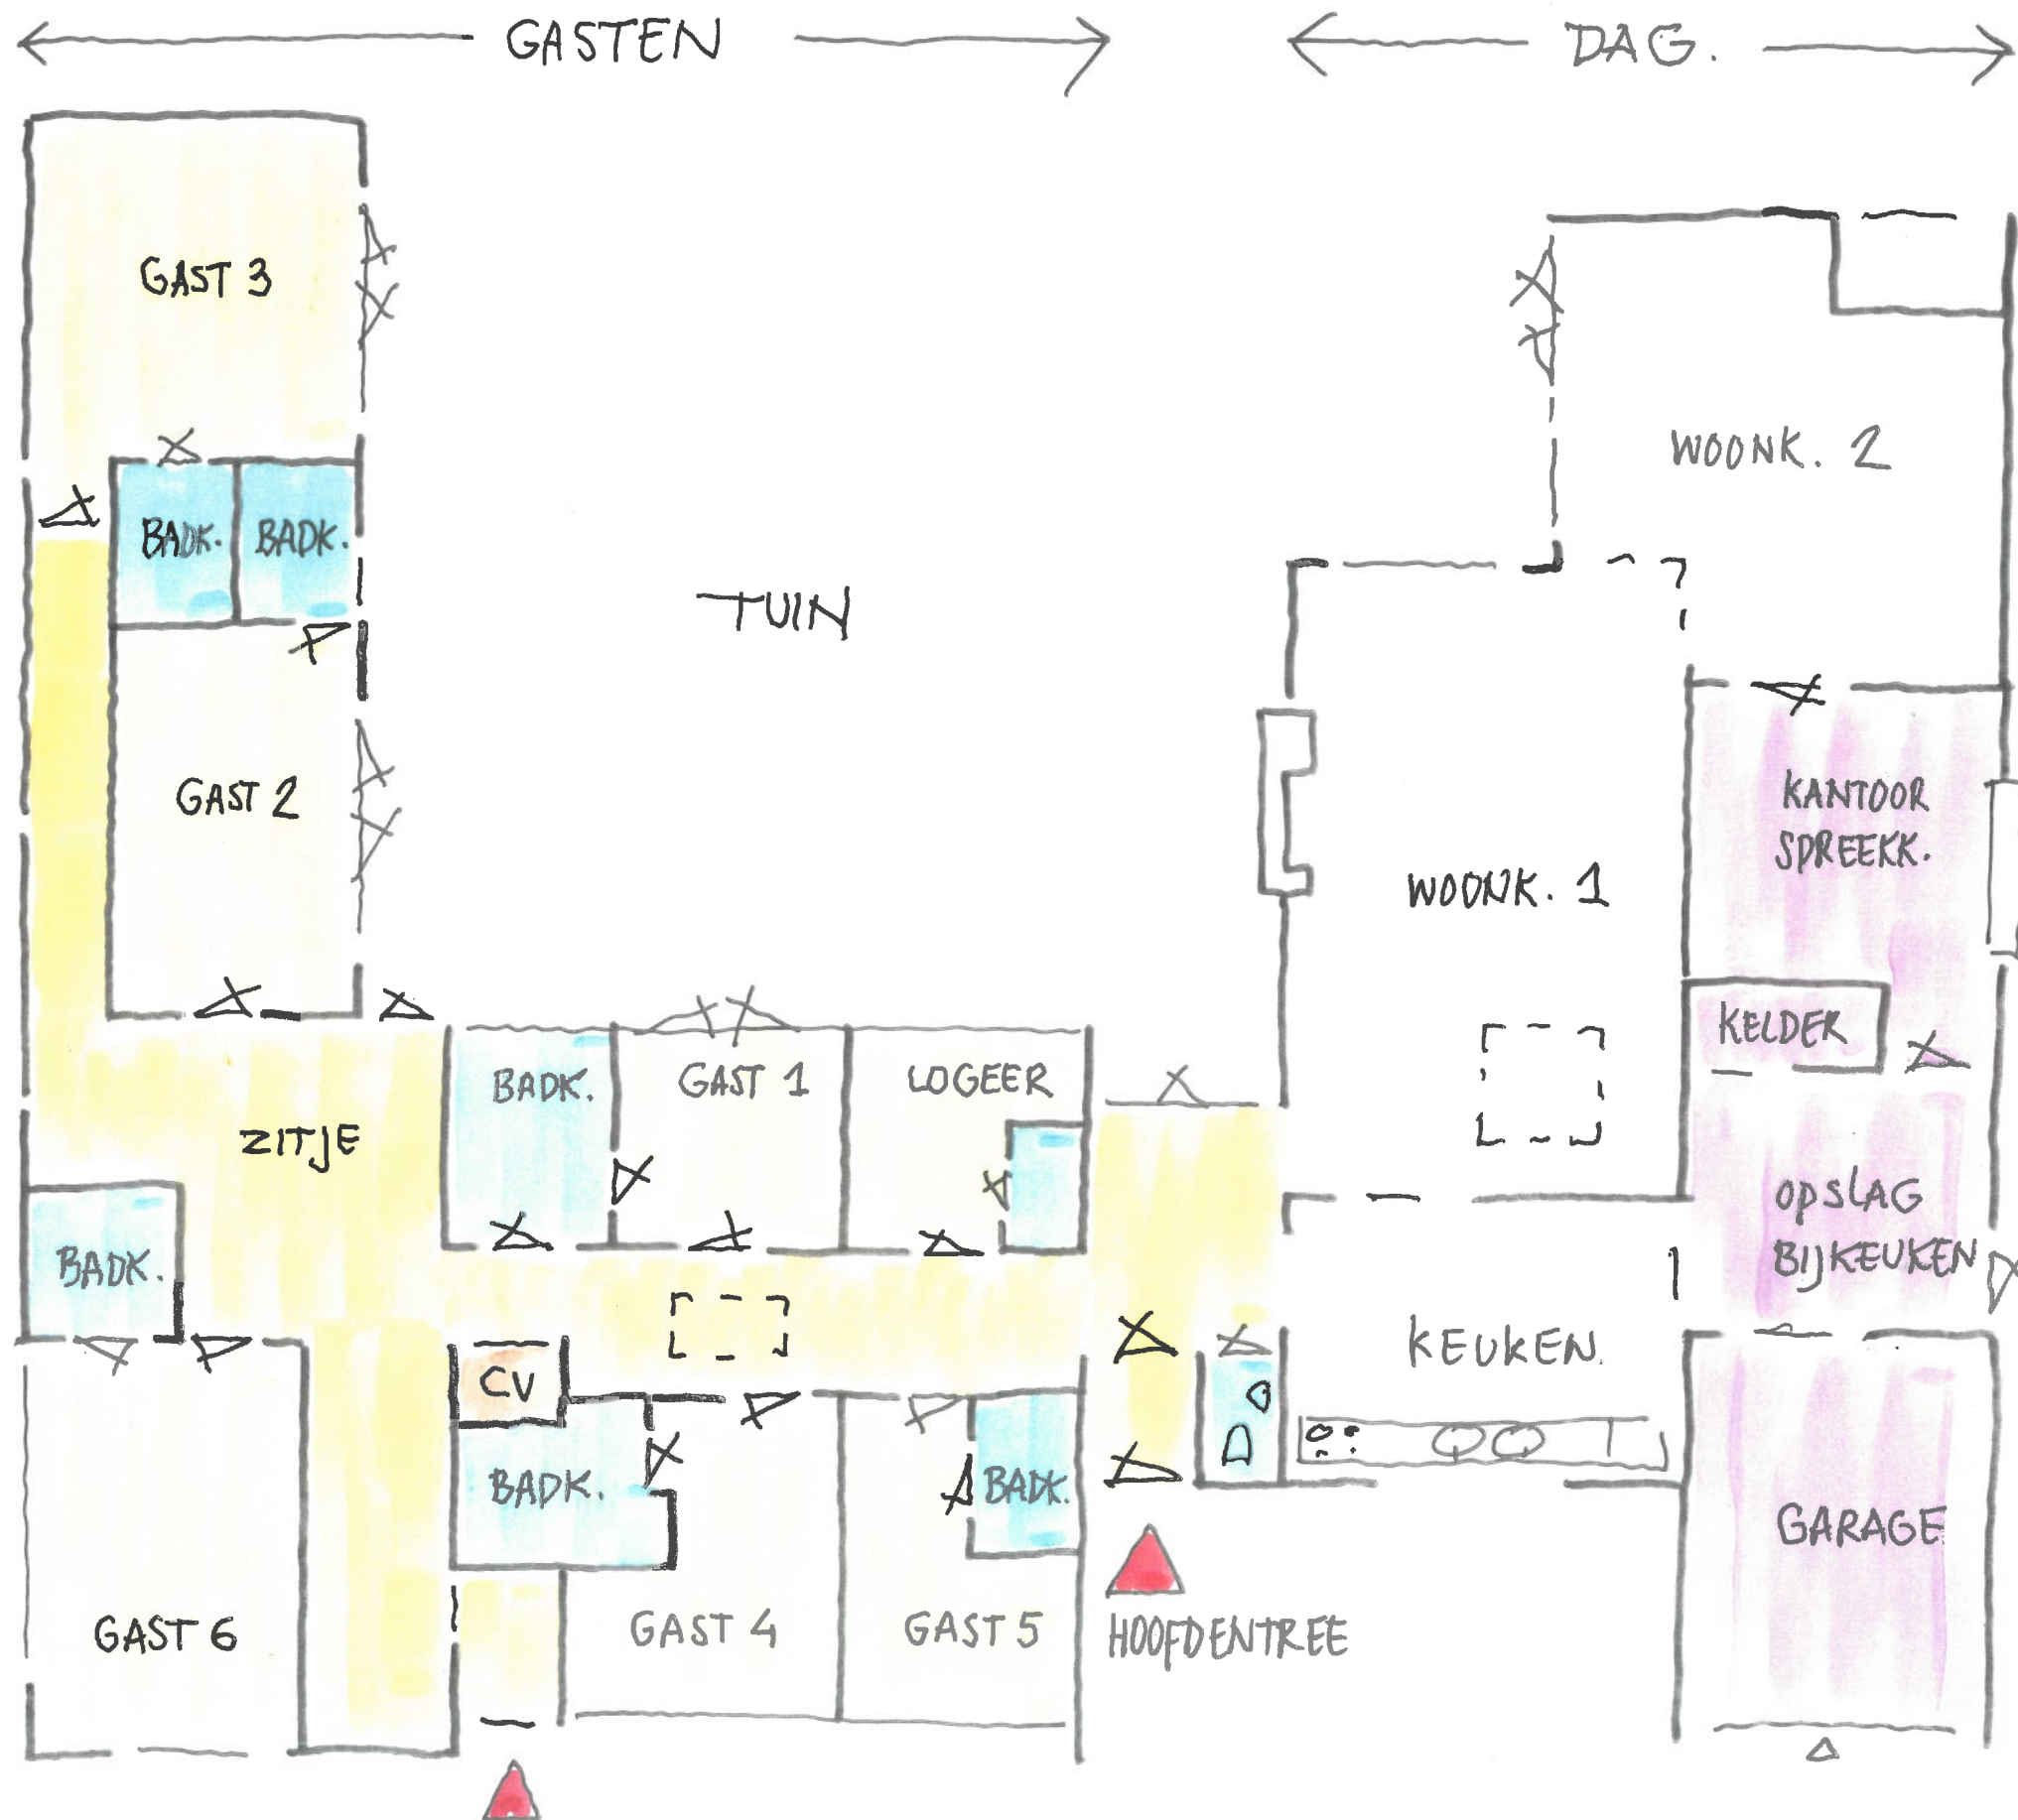 GASTEN
DAG.
GAST 3
BADK.
BADK.
TUIN
WOONK. 2
GAST 2
KANTOOR
SPREEKK.
WOONK. 1
KELDER
BADK.
GAST 1
LOGEER
ZITJE
OPSLAG
BIJKEUKEN
BADK.
CV
KEUKEN.
BADK.
BADK.
GARAGE
GAST 6
GAST 4
GAST 5
HOOFDENTREE